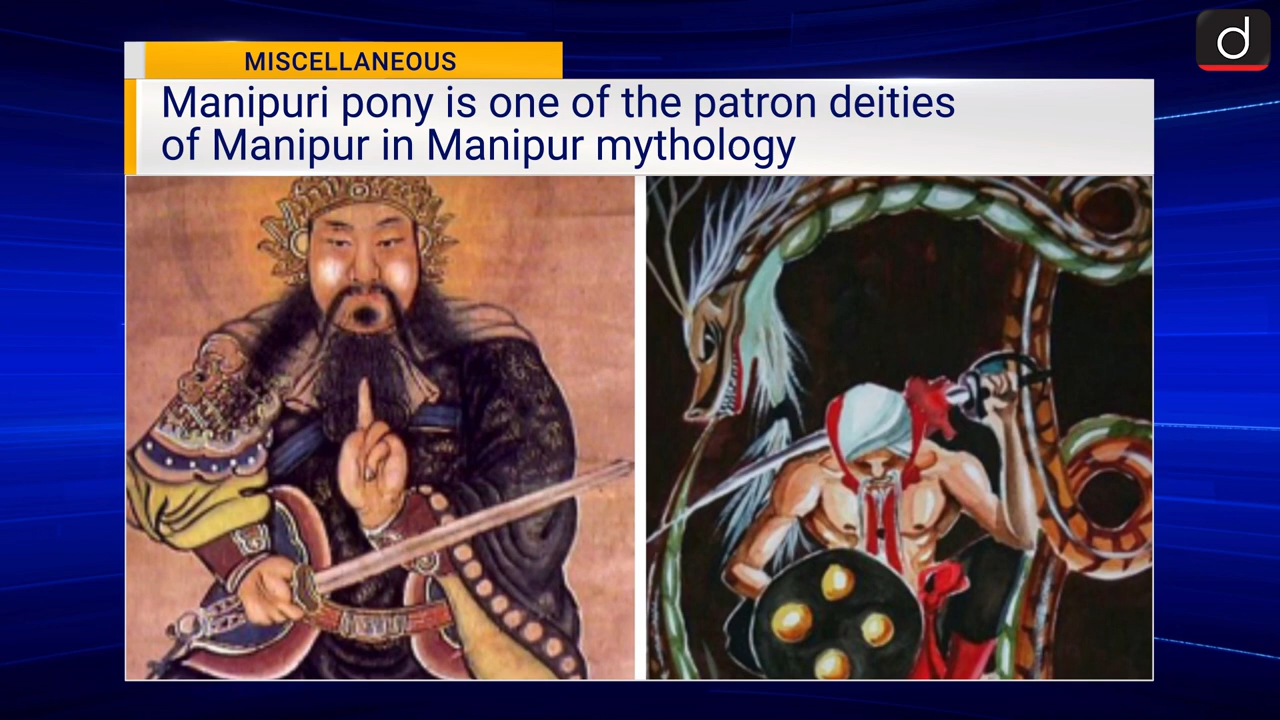 d
MISCELLANEOUS
Manipuri pony is one of the patron deities
of Manipur in Manipur mythology